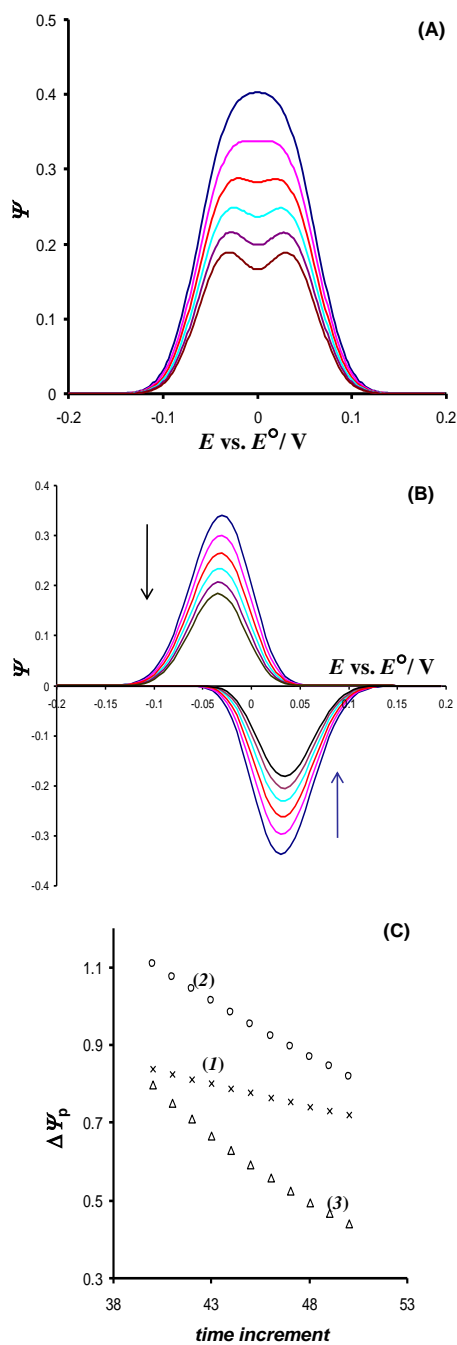 (A)
0.5
0.4
0.3
0.2
0.1
0
Ψ
-0.2 -0.1 0 0.1 0.2
E vs. E°/ V
(B)
0.4
0.3
0.2
0.1
0
-0.1
-0.2
-0.3
-0.4
Ψ
E vs. E°/ V
-0.2 -0.15 -0.1 -0.05 0 0.05 0.1 0.15 0.2
(C)
1.1
0.9
0.7
0.5
0.3
ΔΨp
(2)
(1)
(3)
38 43 48 53
time increment